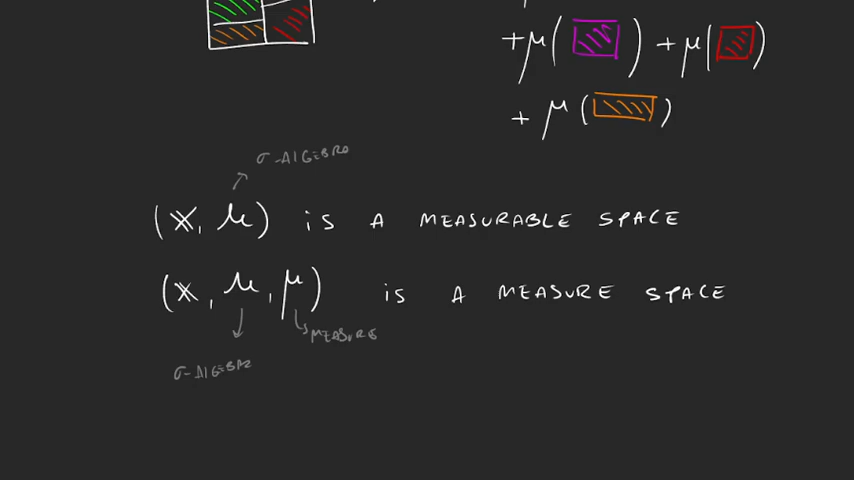 +μ( ) + μ( )
+ μ( )
σ-ALGEBRA
(X, M) is A MEASURABLE SPACE
(X, M, μ) is A MEASURE SPACE
MEASURE
σ-ALGEBRA